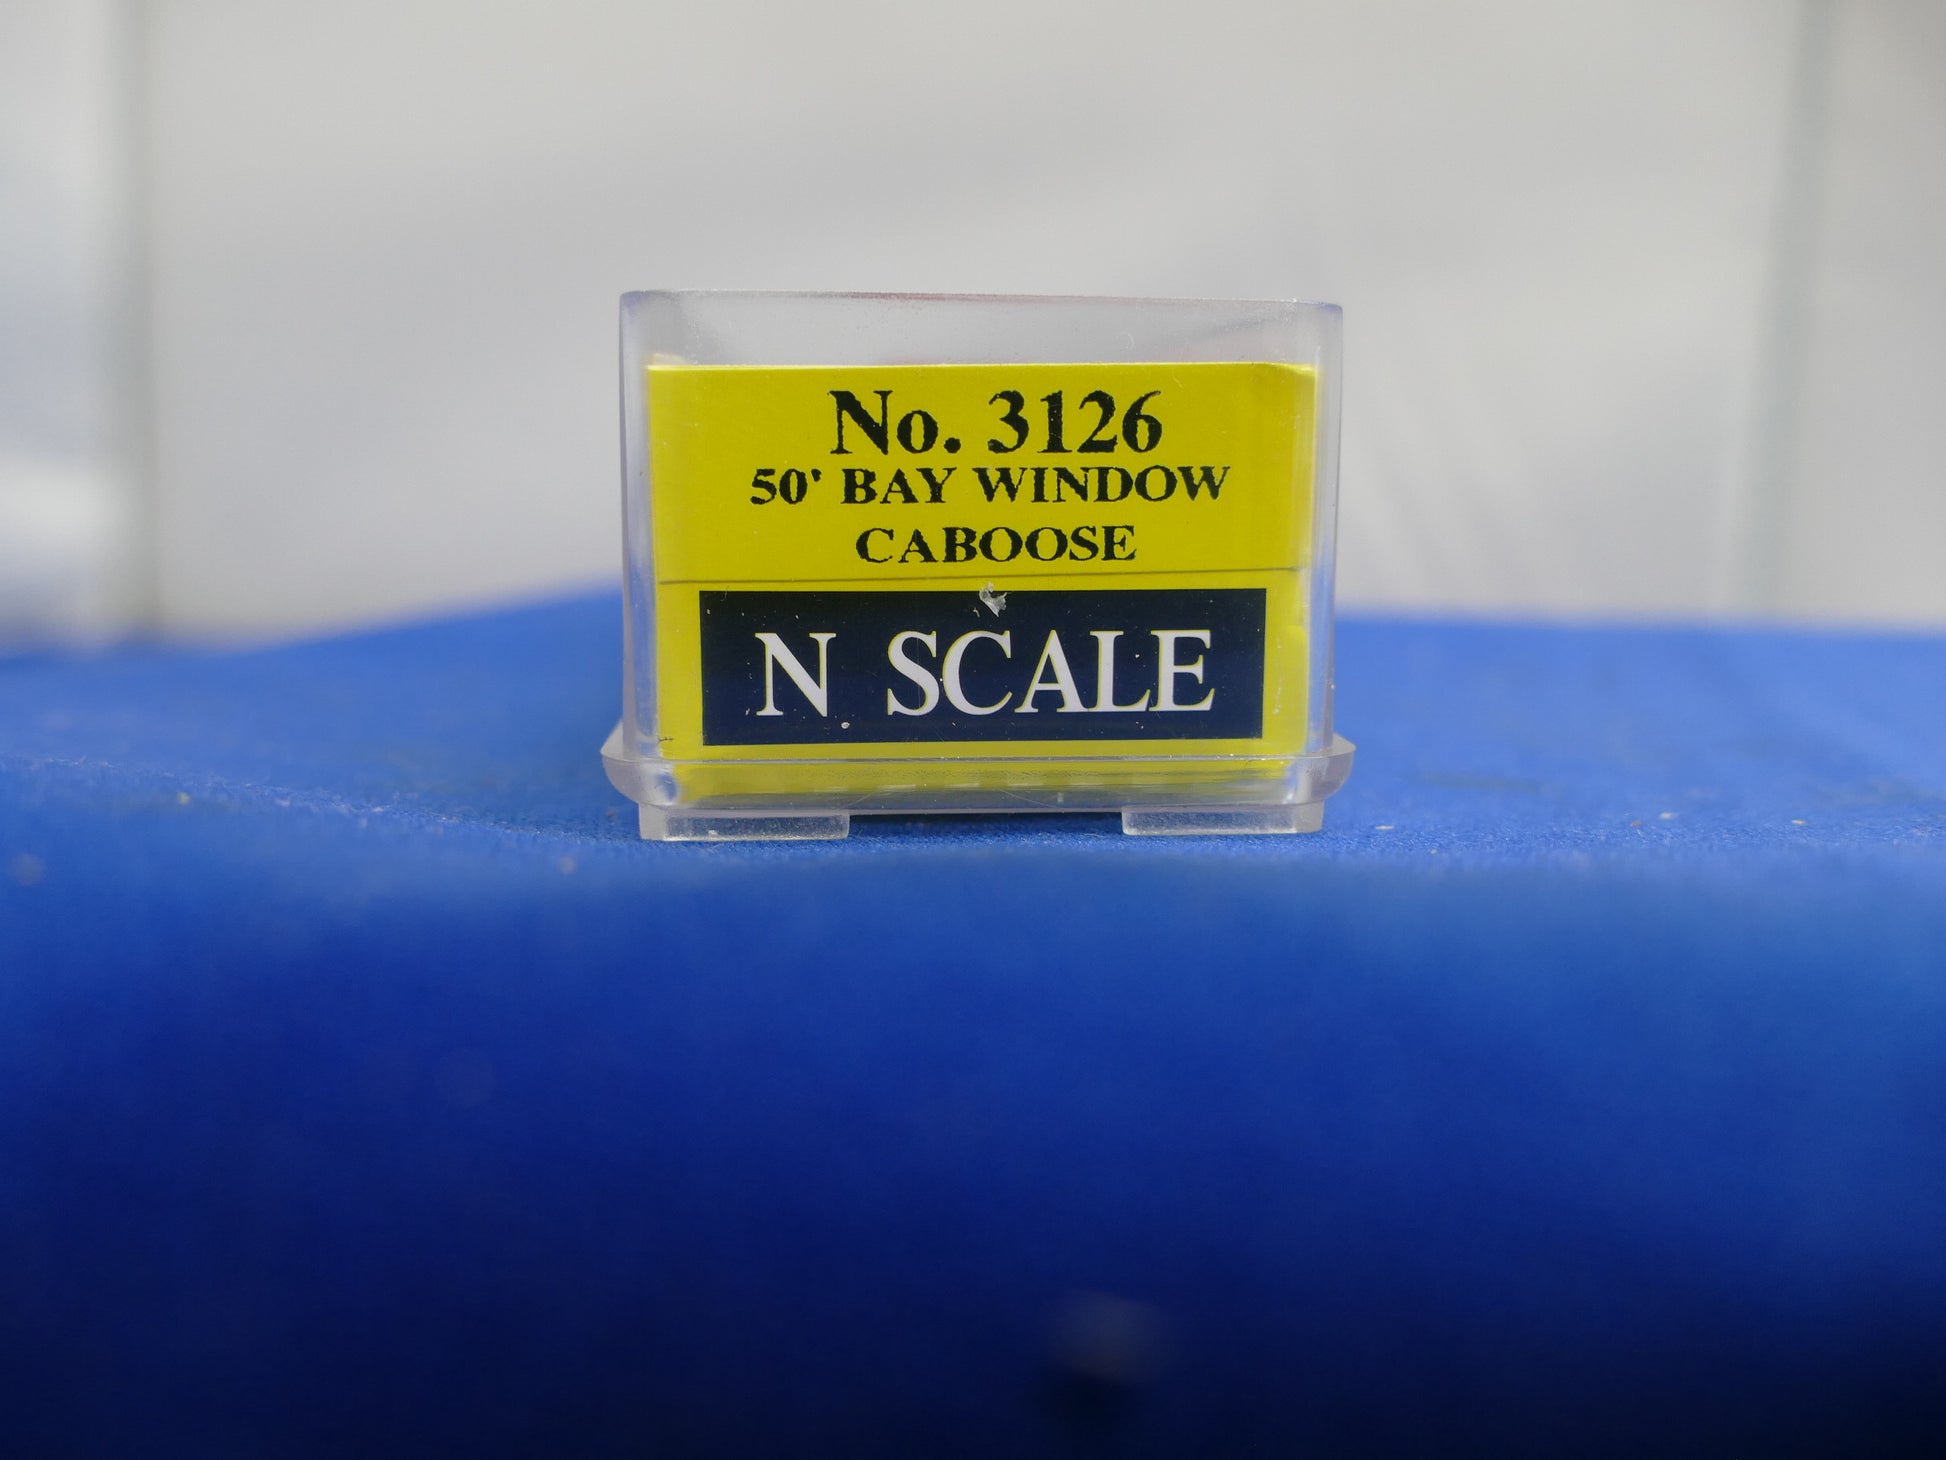 No. 3126
50' BAY WINDOW
CABOOSE
N SCALE